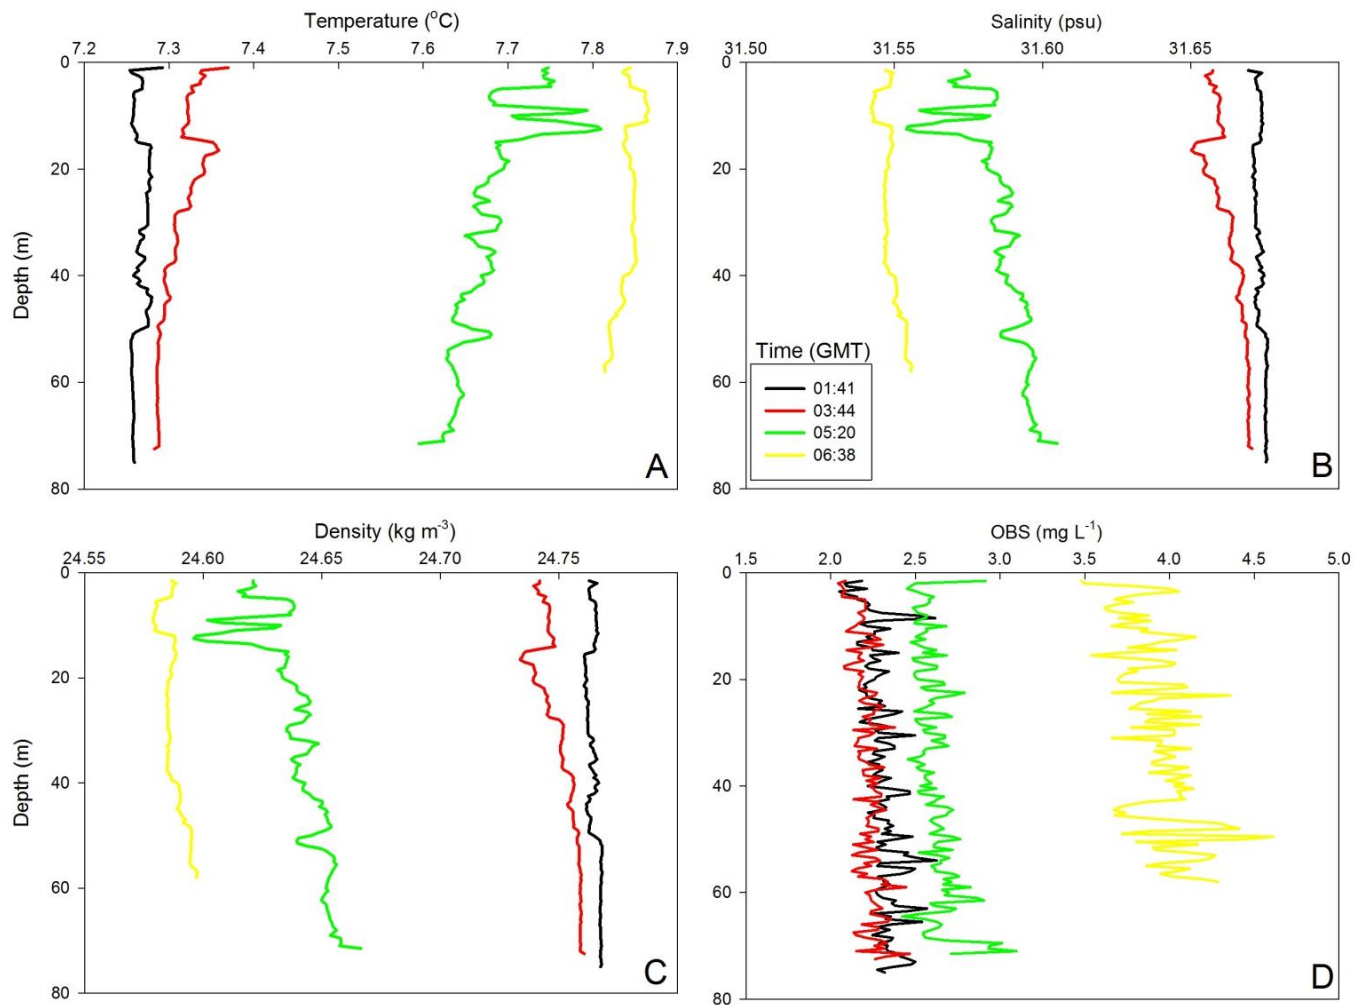 Temperature (°C)
7.2 7.3 7.4 7.5 7.6 7.7 7.8 7.9
0
20
40
60
80
Depth (m)
A
Salinity (psu)
31.50 31.55 31.60 31.65
0
20
40
60
80
Time (GMT)
01:41
03:44
05:20
06:38
B
Density (kg m⁻³)
24.55 24.60 24.65 24.70 24.75
0
20
40
60
80
Depth (m)
C
OBS (mg L⁻¹)
1.5 2.0 2.5 3.0 3.5 4.0 4.5 5.0
0
20
40
60
80
D